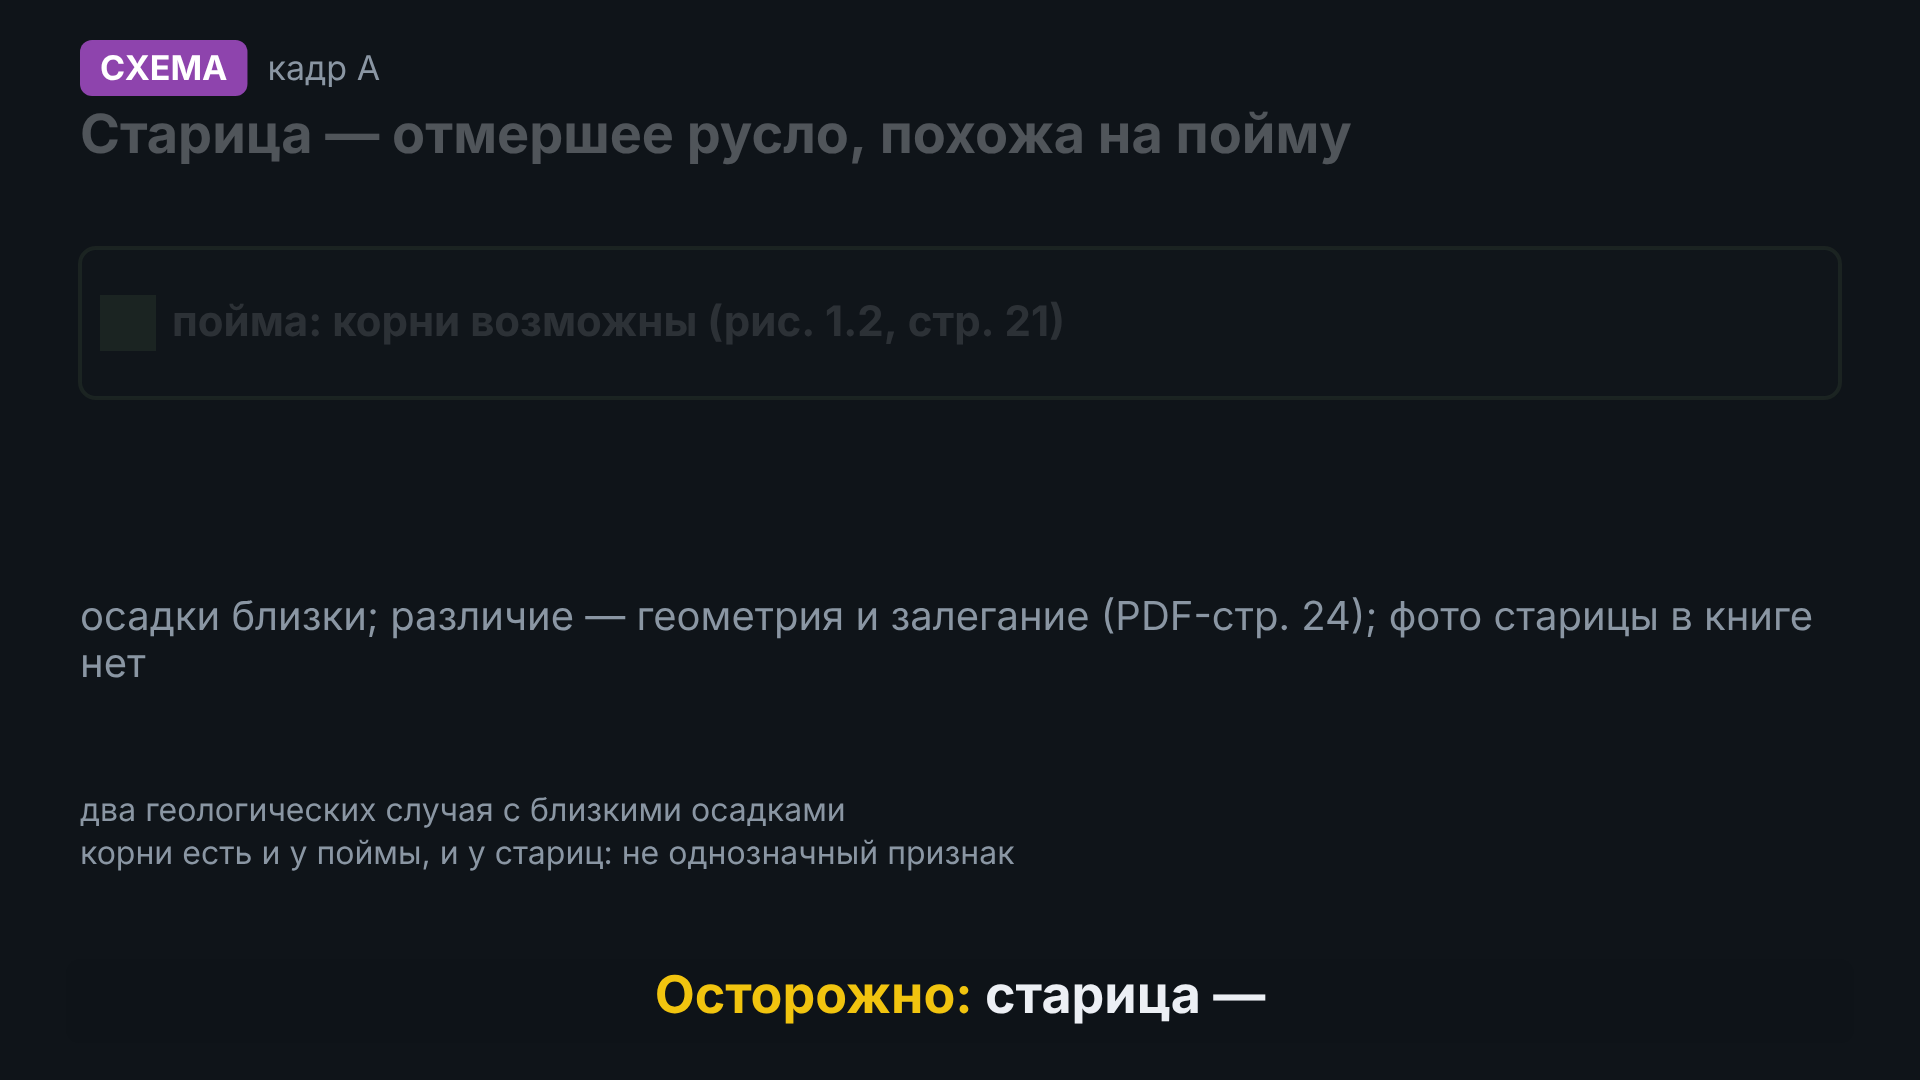 СХЕМА кадр А
Старица — отмершее русло, похожа на пойму
пойма: корни возможны (рис. 1.2, стр. 21)
осадки близки; различие — геометрия и залегание (PDF-стр. 24); фото старицы в книге
нет
два геологических случая с близкими осадками
корни есть и у поймы, и у стариц: не однозначный признак
Осторожно: старица —